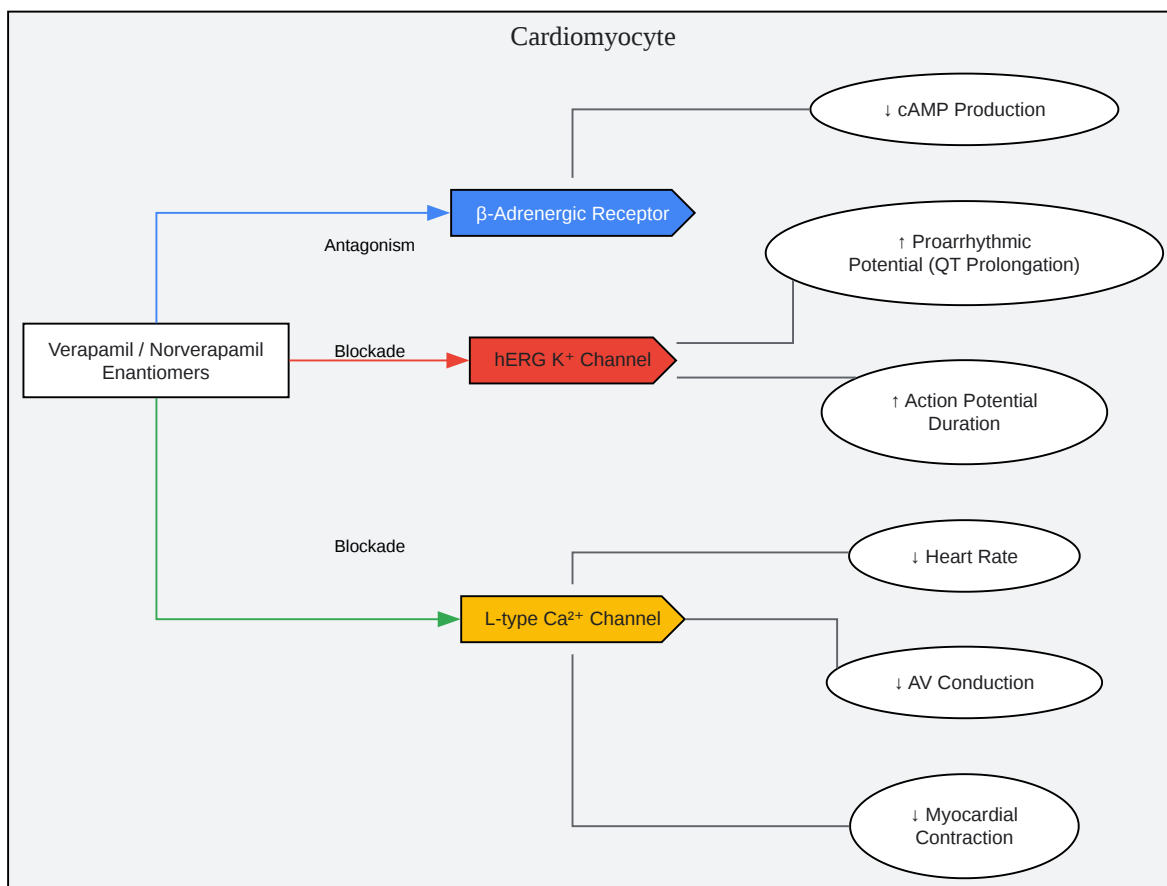 Cardiomyocyte
↓ cAMP Production
β-Adrenergic Receptor
Antagonism
↑ Proarrhythmic
Potential (QT Prolongation)
Verapamil / Norverapamil
Enantiomers
Blockade
hERG K⁺ Channel
↑ Action Potential
Duration
Blockade
↓ Heart Rate
L-type Ca²⁺ Channel
↓ AV Conduction
↓ Myocardial
Contraction